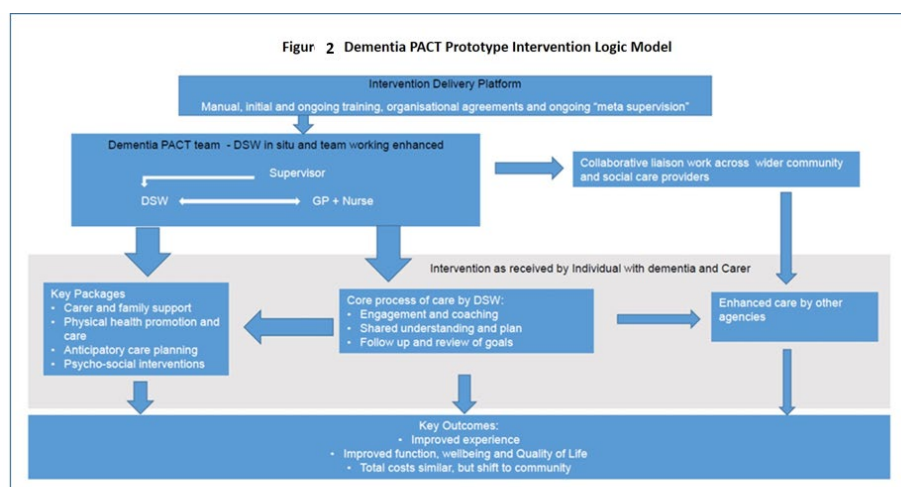 Figur 2 Dementia PACT Prototype Intervention Logic Model
Intervention Delivery Platform
Manual, initial and ongoing training, organisational agreements and ongoing “meta supervision”
Dementia PACT team - DSW in situ and team working enhanced
Supervisor
DSW
GP + Nurse
Collaborative liaison work across wider community
and social care providers
Intervention as received by Individual with dementia and Carer
Key Packages
• Carer and family support
• Physical health promotion and
care
• Anticipatory care planning
• Psycho-social interventions
Core process of care by DSW:
• Engagement and coaching
• Shared understanding and plan
• Follow up and review of goals
Enhanced care by other
agencies
Key Outcomes:
• Improved experience
• Improved function, wellbeing and Quality of Life
• Total costs similar, but shift to community